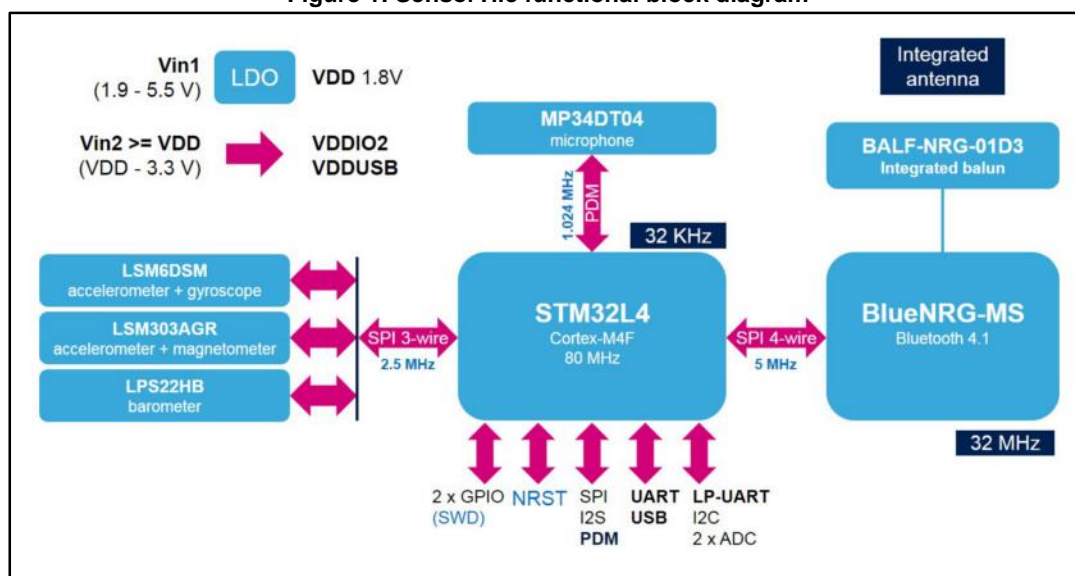 Figure 1: SensorTile functional block diagram
Vin1
(1.9 - 5.5 V)
LDO
VDD 1.8V
Vin2 >= VDD
(VDD - 3.3 V)
VDDIO2
VDDUSB
Integrated
antenna
MP34DT04
microphone
BALF-NRG-01D3
Integrated balun
1.024 MHz
PDM
32 KHz
LSM6DSM
accelerometer + gyroscope
LSM303AGR
accelerometer + magnetometer
LPS22HB
barometer
SPI 3-wire
2.5 MHz
STM32L4
Cortex-M4F
80 MHz
SPI 4-wire
5 MHz
BlueNRG-MS
Bluetooth 4.1
32 MHz
2 x GPIO
(SWD)
NRST
SPI
I2S
PDM
UART
USB
LP-UART
I2C
2 x ADC